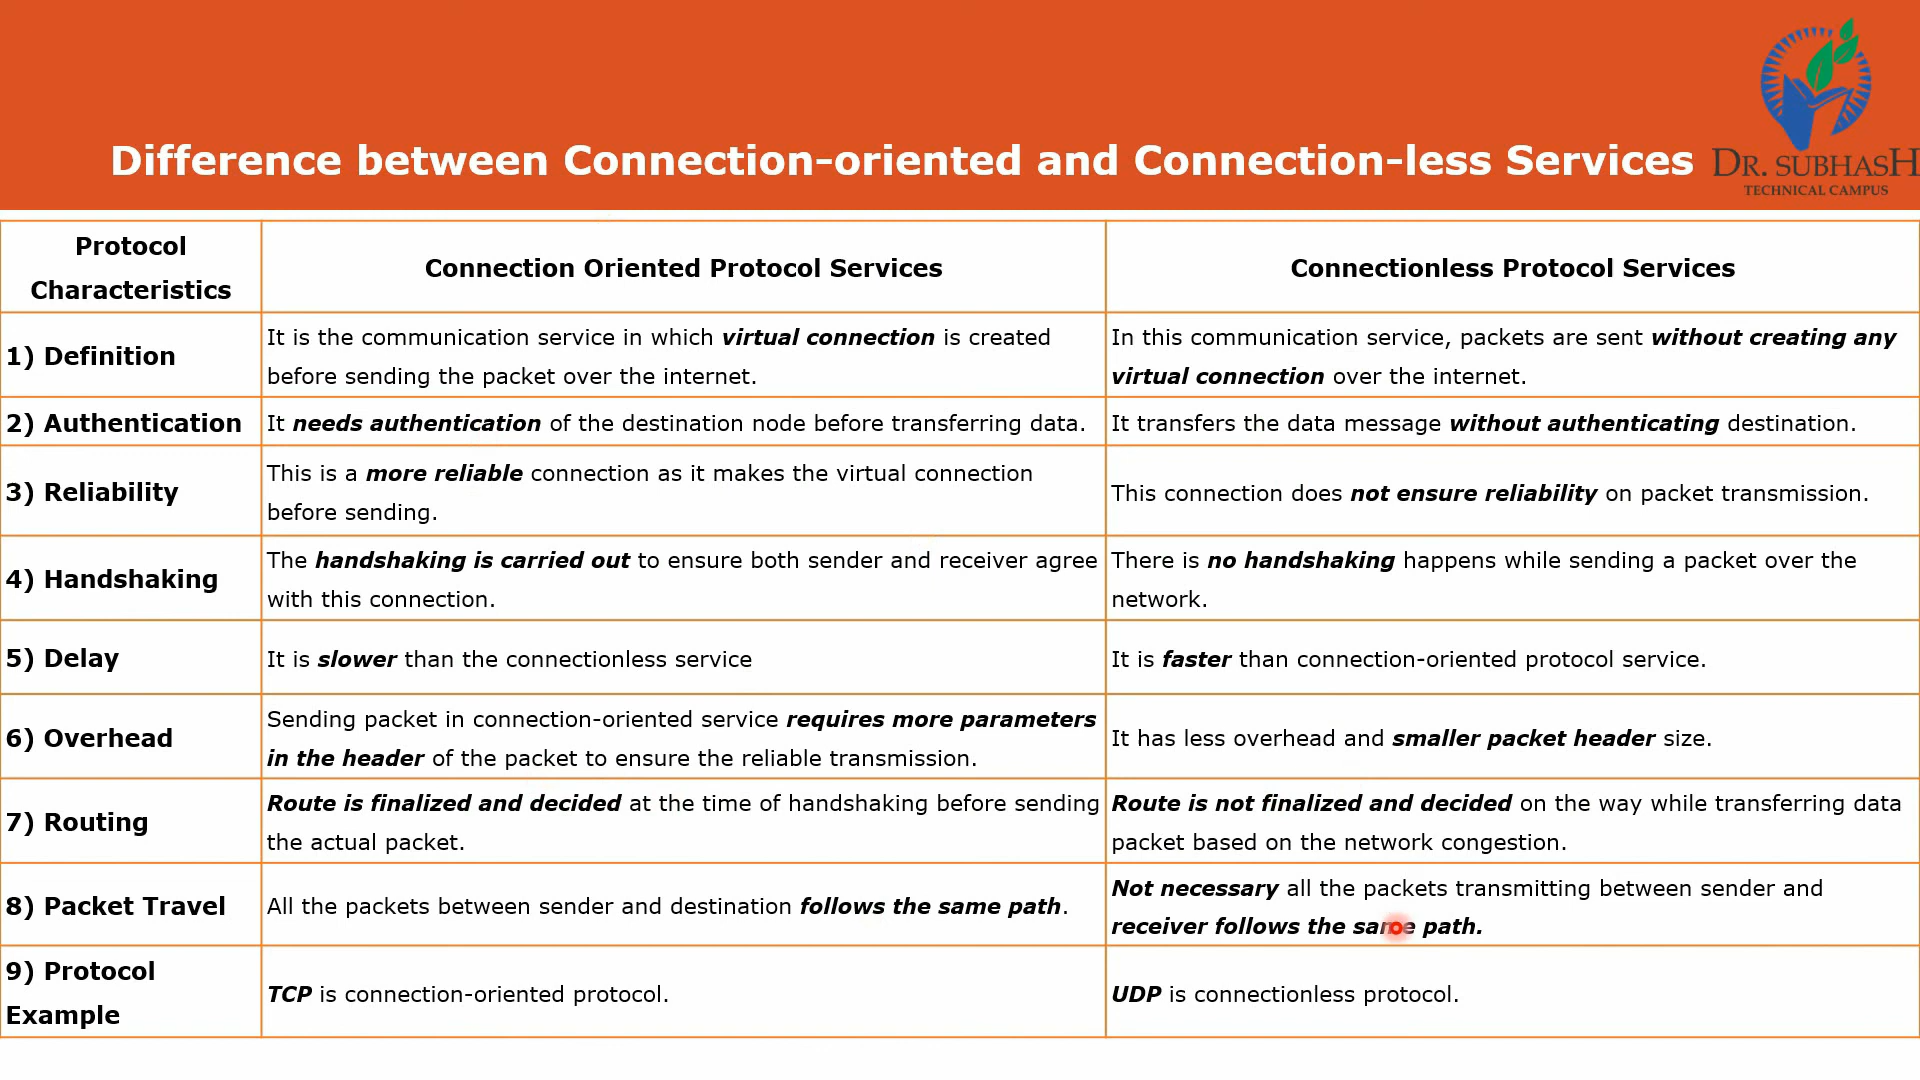 Difference between Connection-oriented and Connection-less Services
DR. SUBHASH
TECHNICAL CAMPUS
Protocol
Characteristics
Connection Oriented Protocol Services
Connectionless Protocol Services
1) Definition
It is the communication service in which virtual connection is created
before sending the packet over the internet.
In this communication service, packets are sent without creating any
virtual connection over the internet.
2) Authentication
It needs authentication of the destination node before transferring data.
It transfers the data message without authenticating destination.
3) Reliability
This is a more reliable connection as it makes the virtual connection
before sending.
This connection does not ensure reliability on packet transmission.
4) Handshaking
The handshaking is carried out to ensure both sender and receiver agree
with this connection.
There is no handshaking happens while sending a packet over the
network.
5) Delay
It is slower than the connectionless service
It is faster than connection-oriented protocol service.
6) Overhead
Sending packet in connection-oriented service requires more parameters
in the header of the packet to ensure the reliable transmission.
It has less overhead and smaller packet header size.
7) Routing
Route is finalized and decided at the time of handshaking before sending
the actual packet.
Route is not finalized and decided on the way while transferring data
packet based on the network congestion.
8) Packet Travel
All the packets between sender and destination follows the same path.
Not necessary all the packets transmitting between sender and
receiver follows the same path.
9) Protocol
Example
TCP is connection-oriented protocol.
UDP is connectionless protocol.